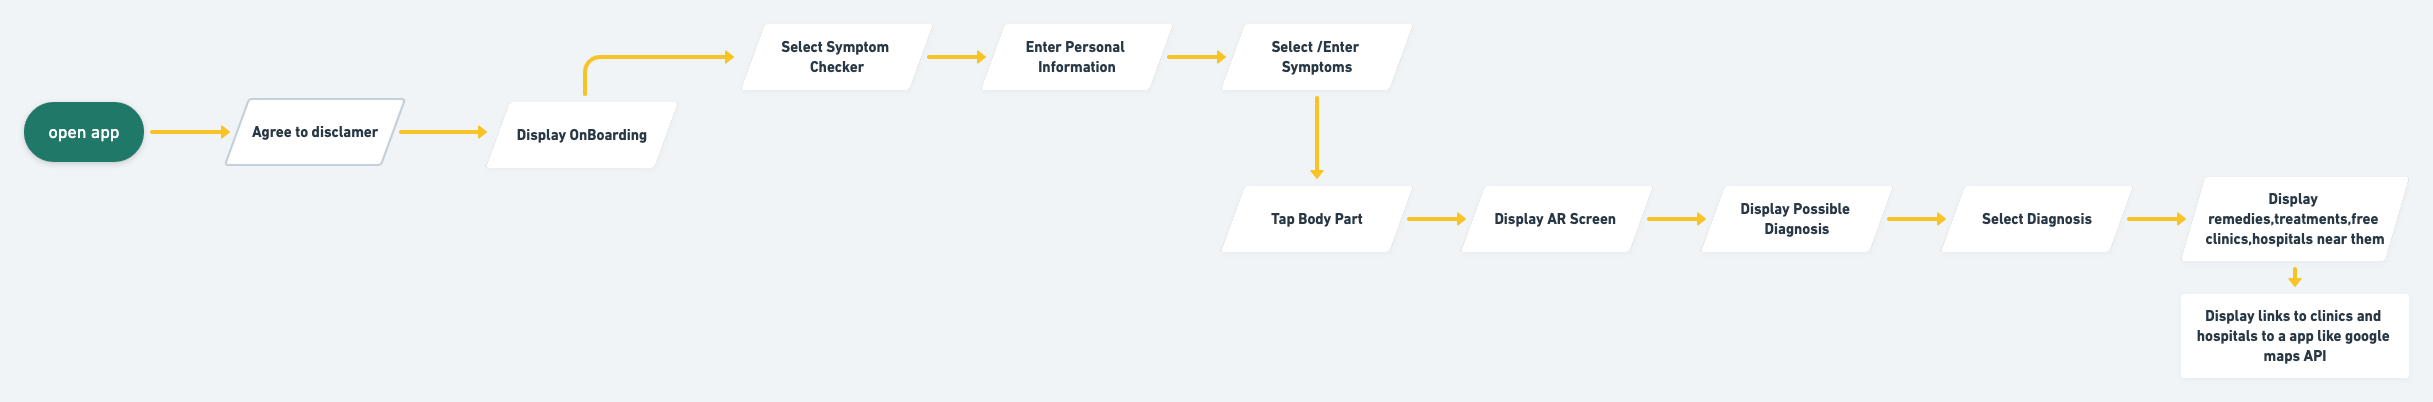 open app
Agree to disclamer
Display OnBoarding
Select Symptom
Checker
Enter Personal
Information
Select /Enter
Symptoms
Tap Body Part
Display AR Screen
Display Possible
Diagnosis
Select Diagnosis
Display
remedies,treatments,free
clinics,hospitals near them
Display links to clinics and
hospitals to a app like google
maps API